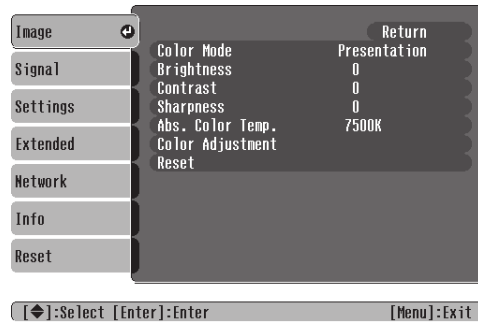 Image
Signal
Settings
Extended
Network
Info
Reset
Return
Color Mode Presentation
Brightness 0
Contrast 0
Sharpness 0
Abs. Color Temp. 7500K
Color Adjustment
Reset
[◆]:Select [Enter]:Enter [Menu]:Exit